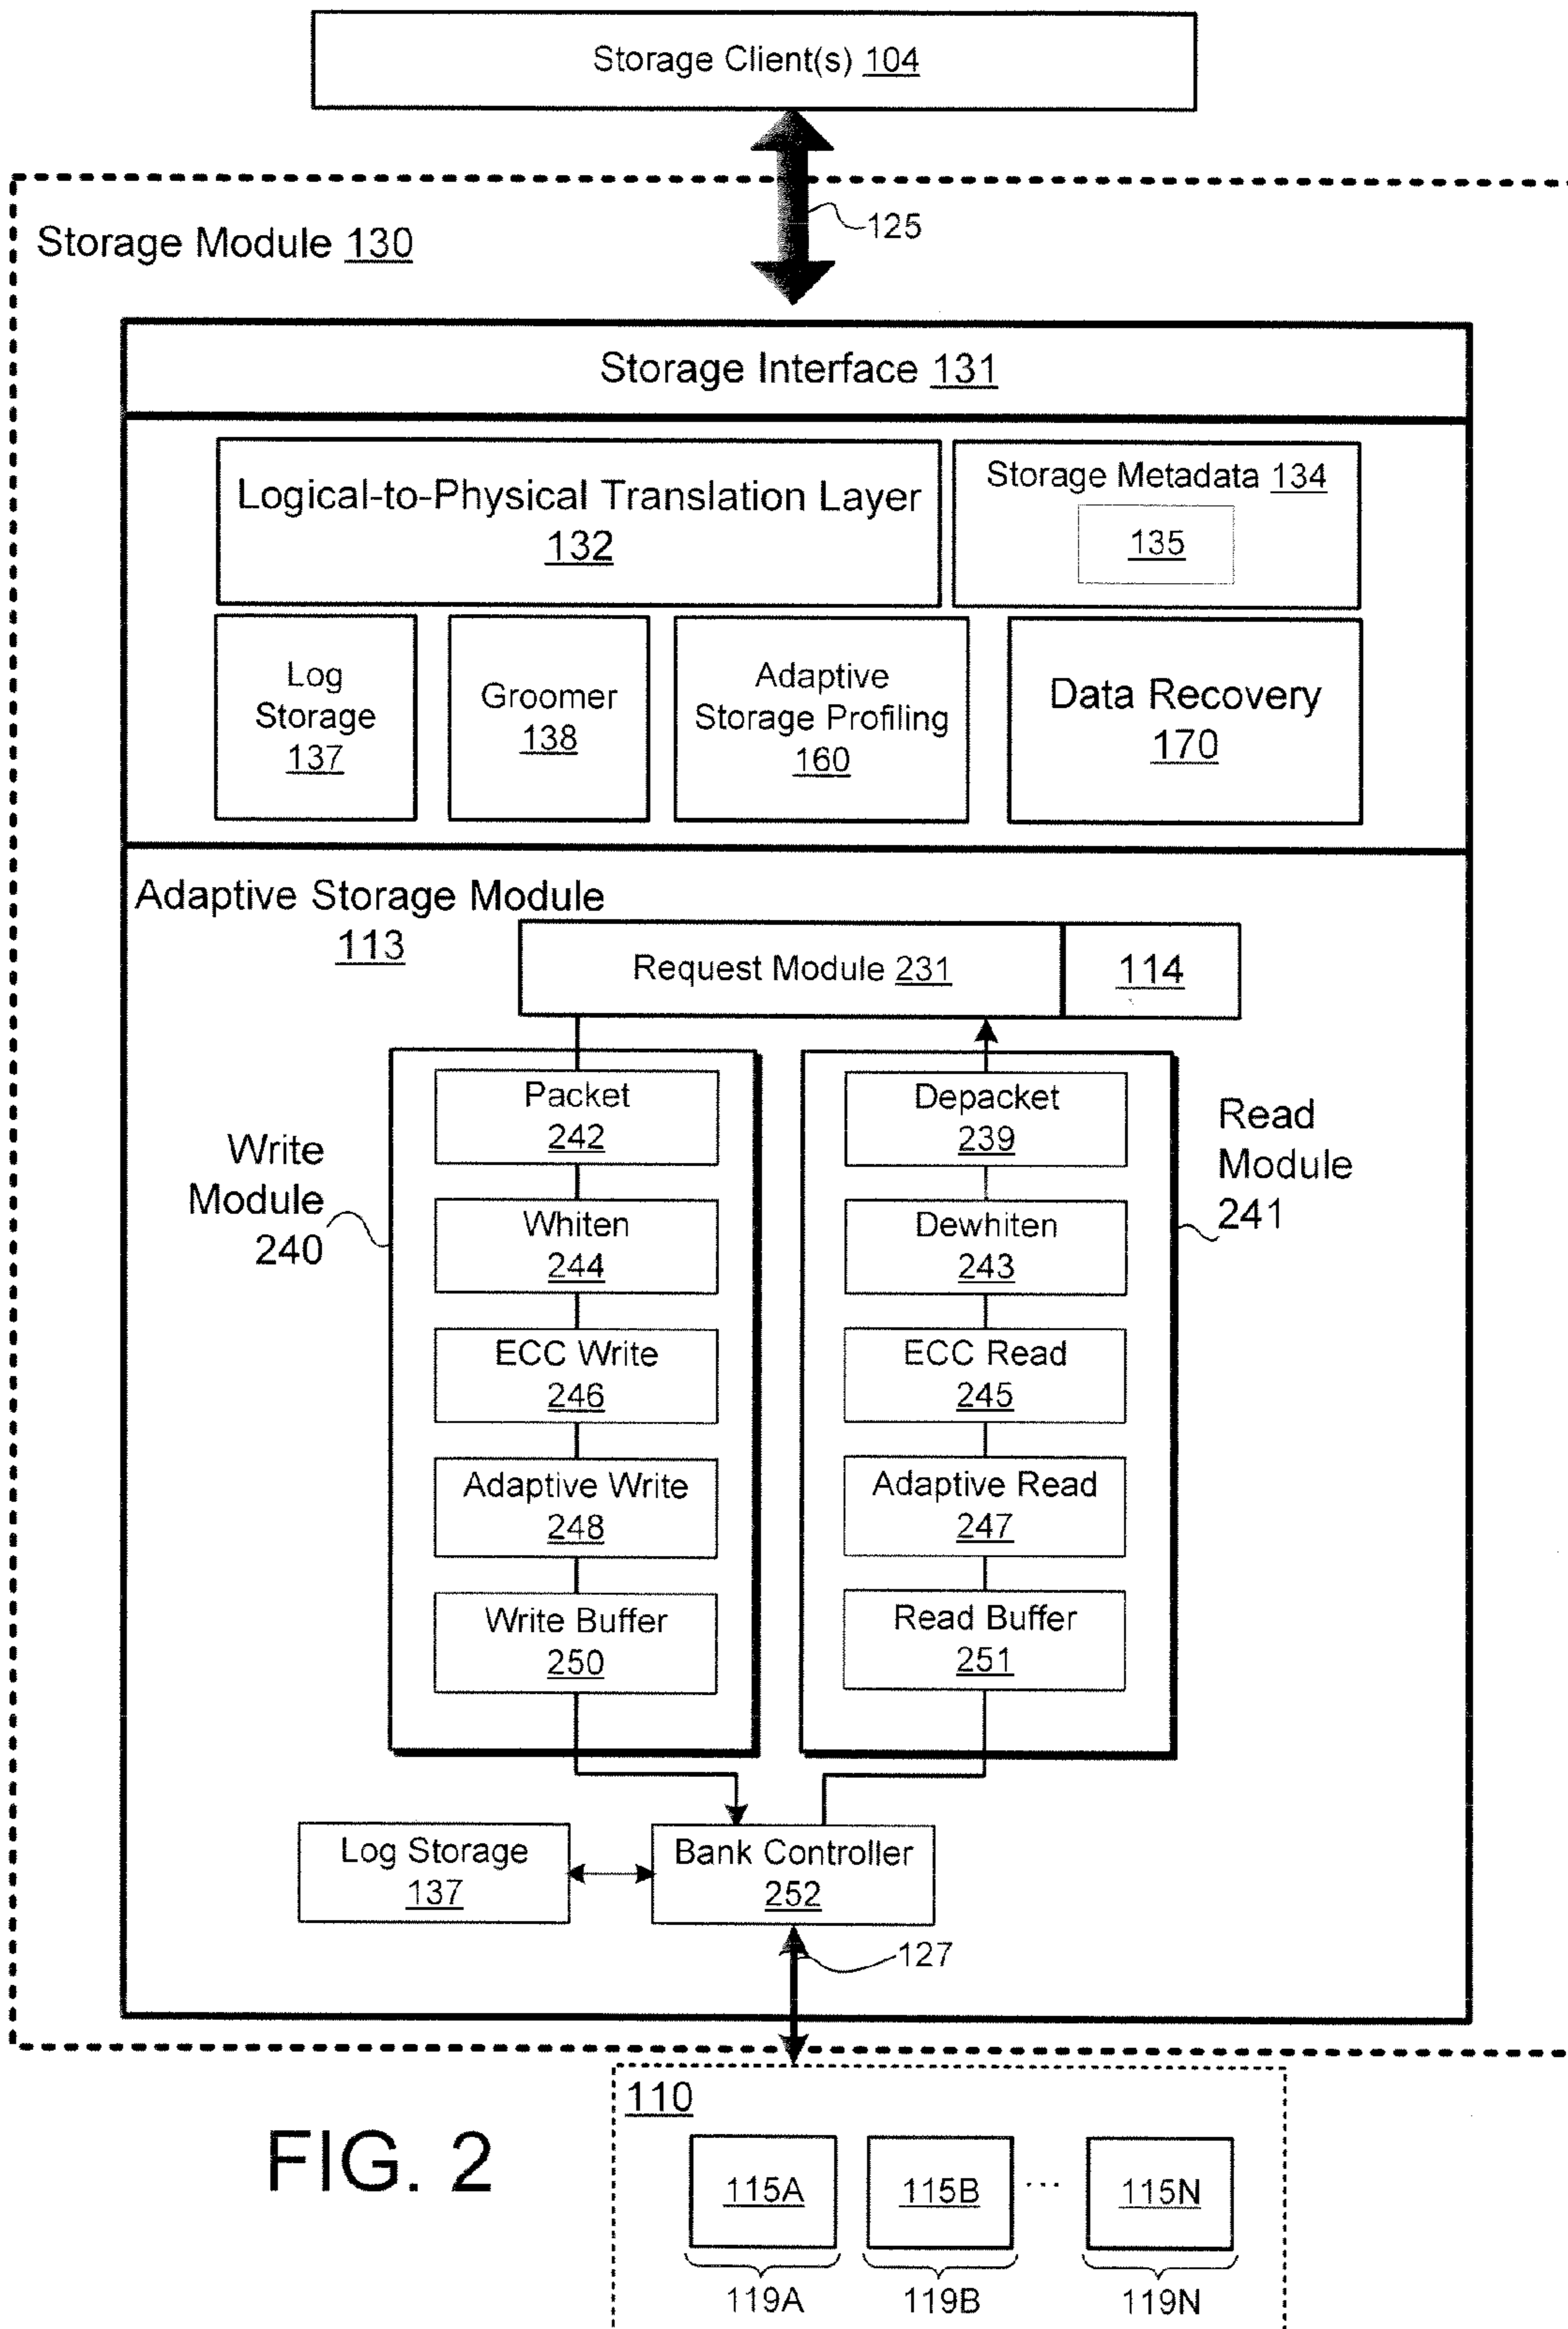 Storage Client(s) 104
125
Storage Module 130
Storage Interface 131
Logical-to-Physical Translation Layer
132
Storage Metadata 134
135
Log
Storage
137
Groomer
138
Adaptive
Storage Profiling
160
Data Recovery
170
Adaptive Storage Module
113
Request Module 231
114
Write
Module
240
Packet
242
Whiten
244
ECC Write
246
Adaptive Write
248
Write Buffer
250
Depacket
239
Dewhiten
243
ECC Read
245
Adaptive Read
247
Read Buffer
251
Read
Module
241
Log Storage
137
Bank Controller
252
127
110
115A
115B
...
115N
119A
119B
119N
FIG. 2